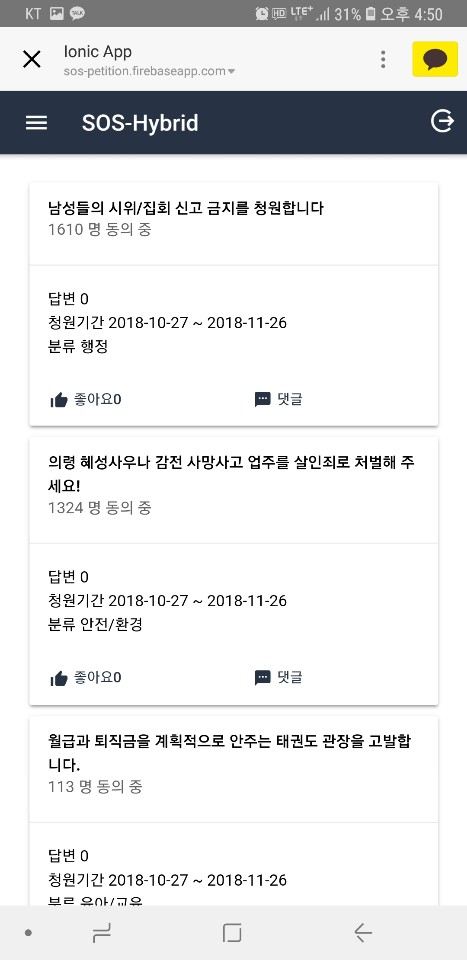 KT HD LTE+ 31% 오후 4:50
Ionic App
sos-petition.firebaseapp.com
SOS-Hybrid
남성들의 시위/집회 신고 금지를 청원합니다
1610 명 동의 중
답변 0
청원기간 2018-10-27 ~ 2018-11-26
분류 행정
좋아요0 댓글
의령 혜성사우나 감전 사망사고 업주를 살인죄로 처벌해 주
세요!
1324 명 동의 중
답변 0
청원기간 2018-10-27 ~ 2018-11-26
분류 안전/환경
좋아요0 댓글
월급과 퇴직금을 계획적으로 안주는 태권도 관장을 고발합
니다.
113 명 동의 중
답변 0
청원기간 2018-10-27 ~ 2018-11-26
분류 육아/교육